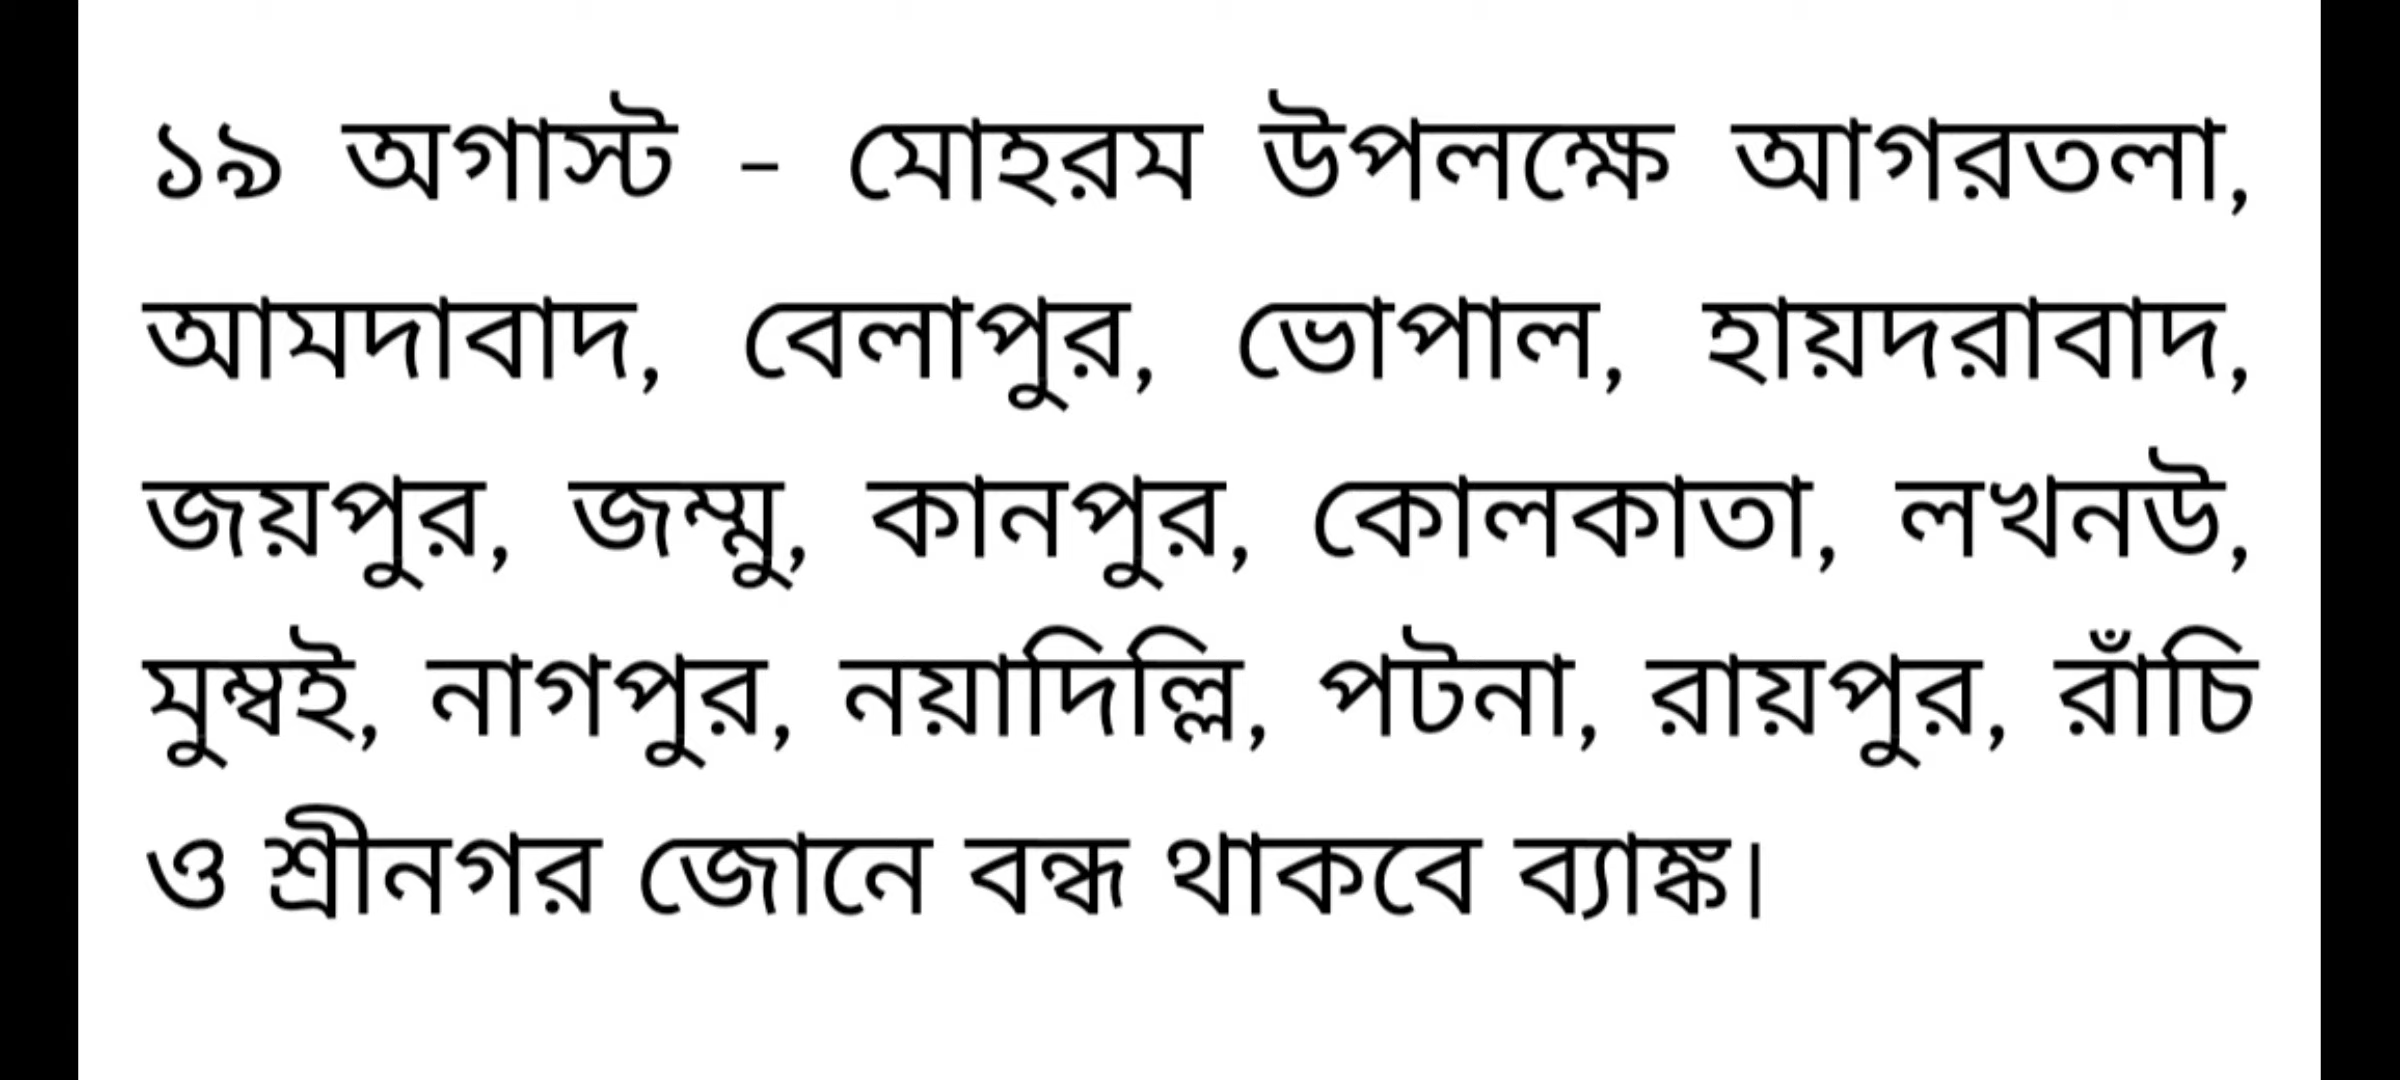 ১৯ অগাস্ট - মোহরম উপলক্ষে আগরতলা,
আমদাবাদ, বেলাপুর, ভোপাল, হায়দরাবাদ,
জয়পুর, জম্মু, কানপুর, কোলকাতা, লখনউ,
মুম্বই, নাগপুর, নয়াদিল্লি, পটনা, রায়পুর, রাঁচি
ও শ্রীনগর জোনে বন্ধ থাকবে ব্যাঙ্ক।